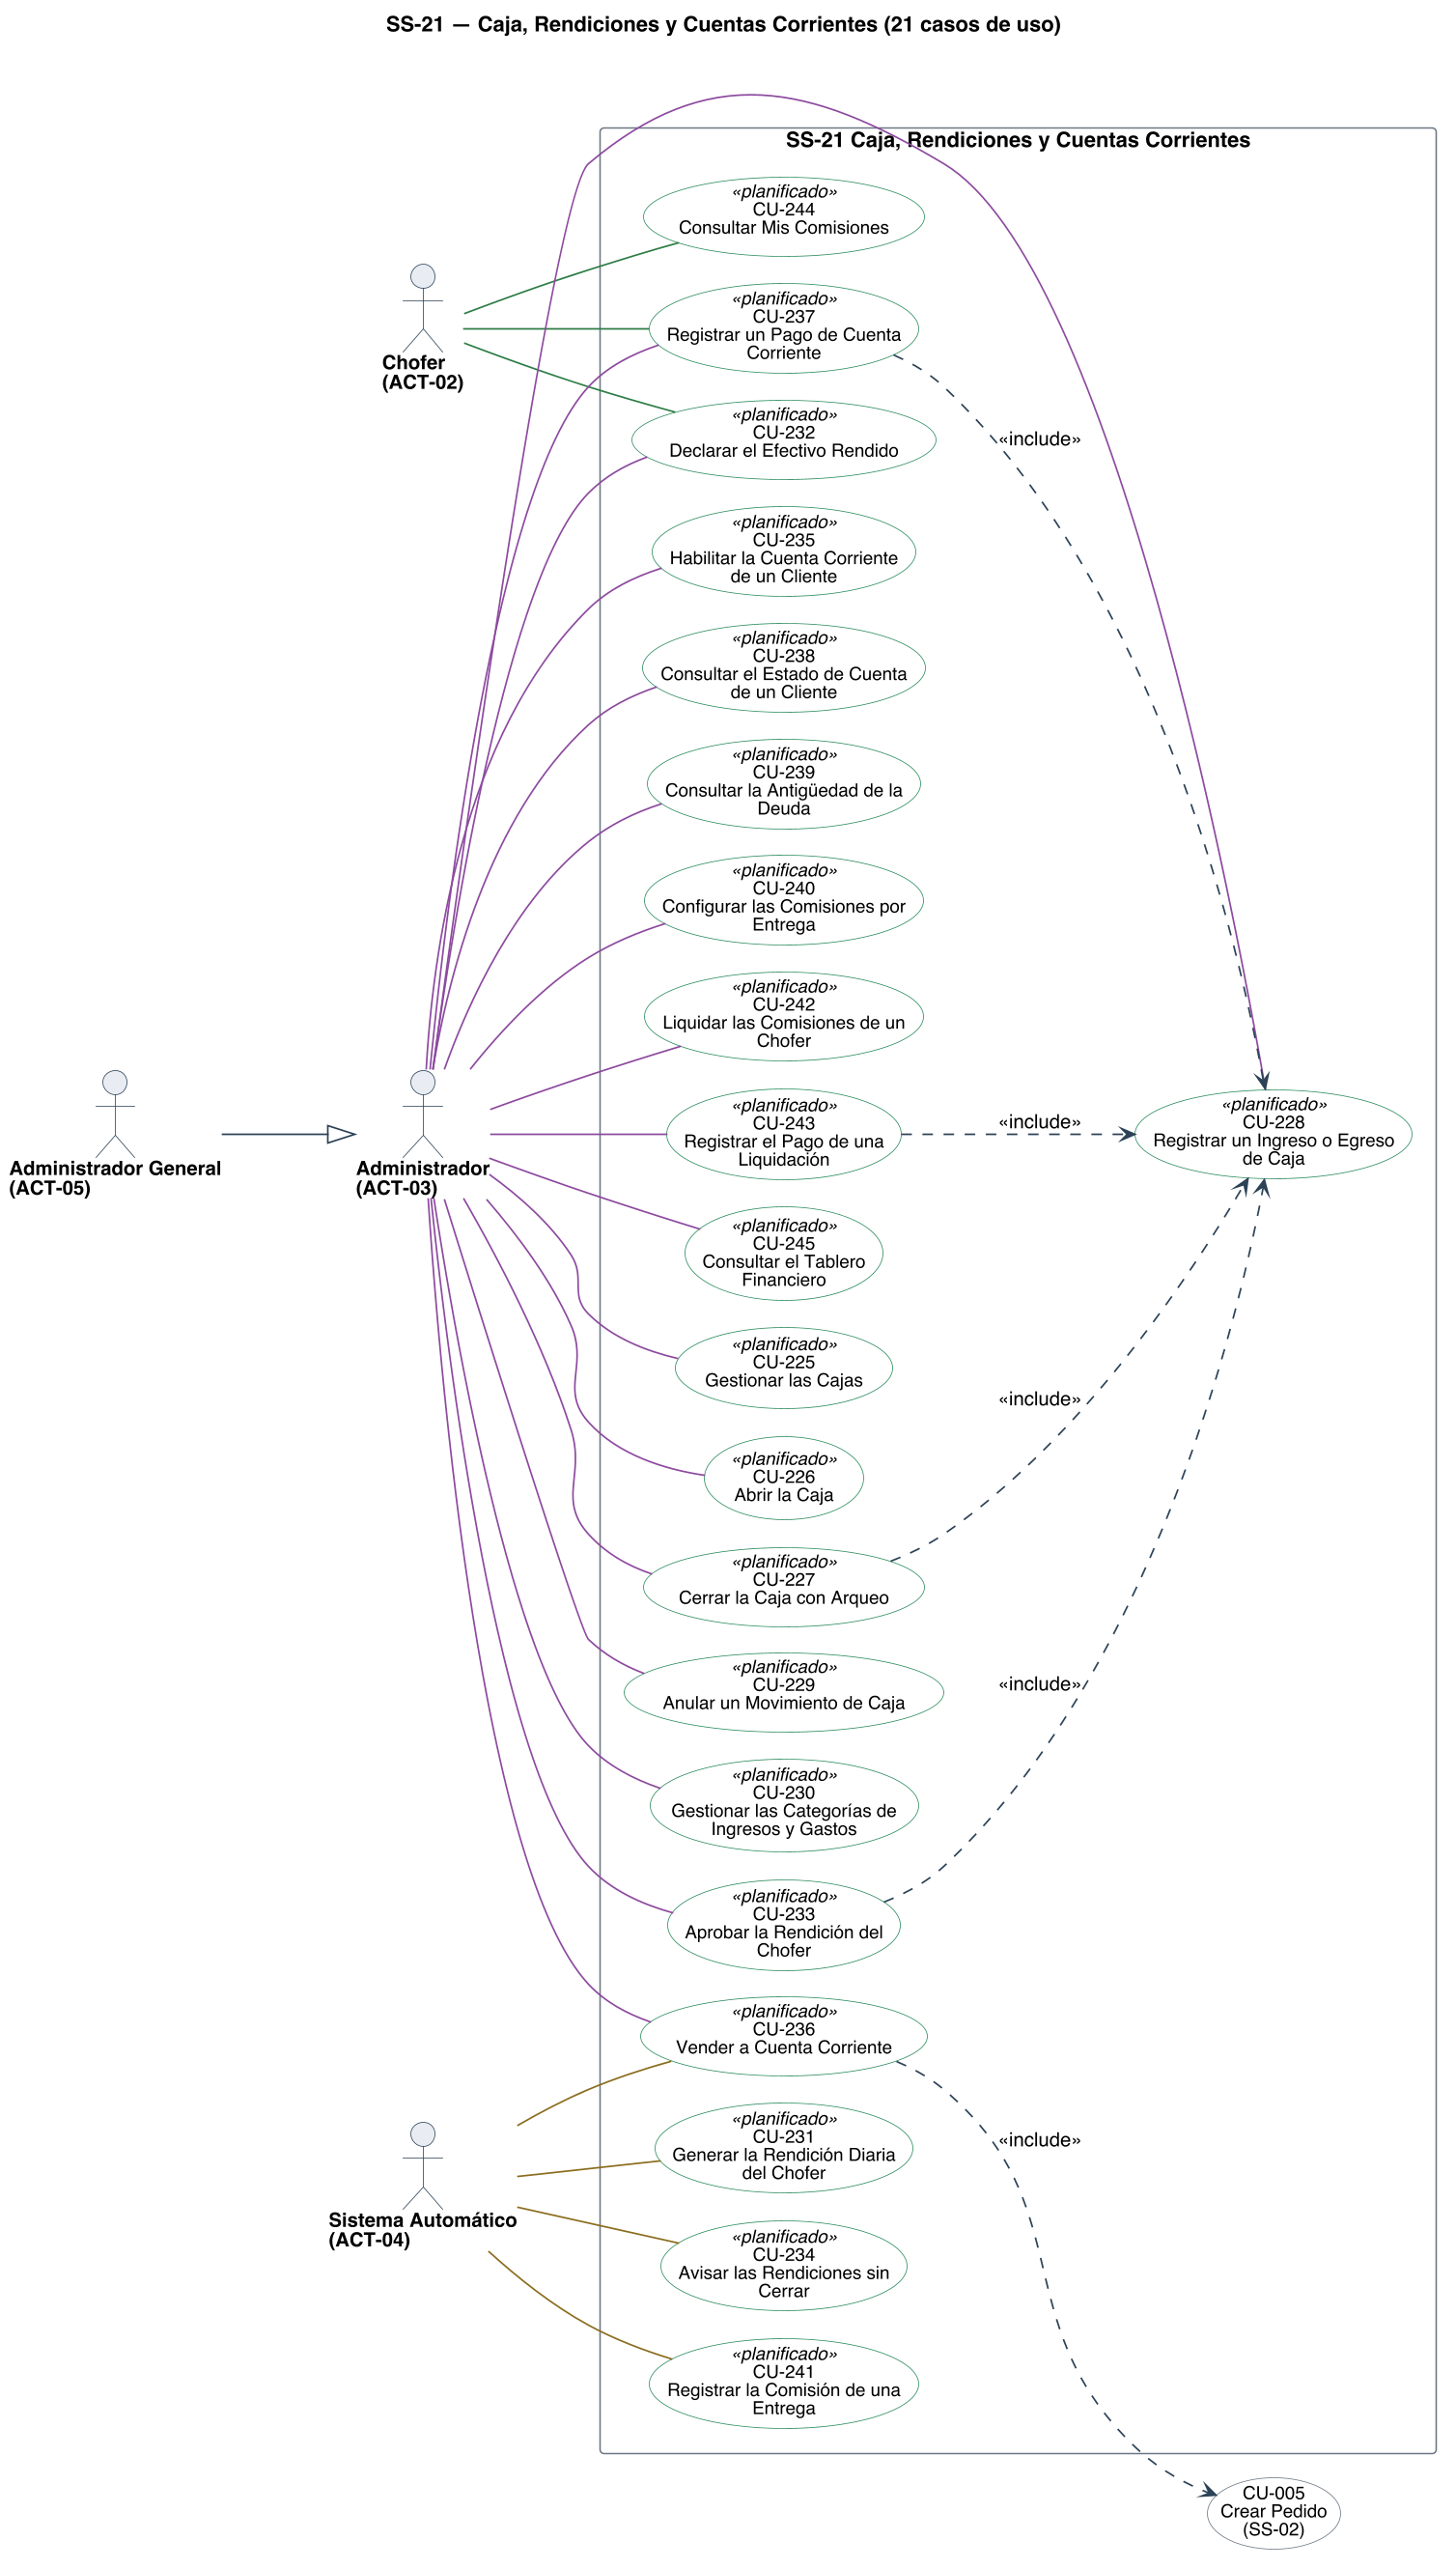 SS-21 — Caja, Rendiciones y Cuentas Corrientes (21 casos de uso)
SS-21 Caja, Rendiciones y Cuentas Corrientes
«planificado»
CU-244
Consultar Mis Comisiones
Chofer
(ACT-02)
«planificado»
CU-237
Registrar un Pago de Cuenta
Corriente
«planificado»
CU-232
Declarar el Efectivo Rendido
«include»
«planificado»
CU-235
Habilitar la Cuenta Corriente
de un Cliente
«planificado»
CU-238
Consultar el Estado de Cuenta
de un Cliente
«planificado»
CU-239
Consultar la Antigüedad de la
Deuda
«planificado»
CU-240
Configurar las Comisiones por
Entrega
«planificado»
CU-242
Liquidar las Comisiones de un
Chofer
Administrador General
(ACT-05)
Administrador
(ACT-03)
«planificado»
CU-243
Registrar el Pago de una
Liquidación
«include»
«planificado»
CU-228
Registrar un Ingreso o Egreso
de Caja
«planificado»
CU-245
Consultar el Tablero
Financiero
«planificado»
CU-225
Gestionar las Cajas
«include»
«planificado»
CU-226
Abrir la Caja
«planificado»
CU-227
Cerrar la Caja con Arqueo
«planificado»
CU-229
Anular un Movimiento de Caja
«include»
«planificado»
CU-230
Gestionar las Categorías de
Ingresos y Gastos
«planificado»
CU-233
Aprobar la Rendición del
Chofer
«planificado»
CU-236
Vender a Cuenta Corriente
«include»
Sistema Automático
(ACT-04)
«planificado»
CU-231
Generar la Rendición Diaria
del Chofer
«planificado»
CU-234
Avisar las Rendiciones sin
Cerrar
«planificado»
CU-241
Registrar la Comisión de una
Entrega
CU-005
Crear Pedido
(SS-02)